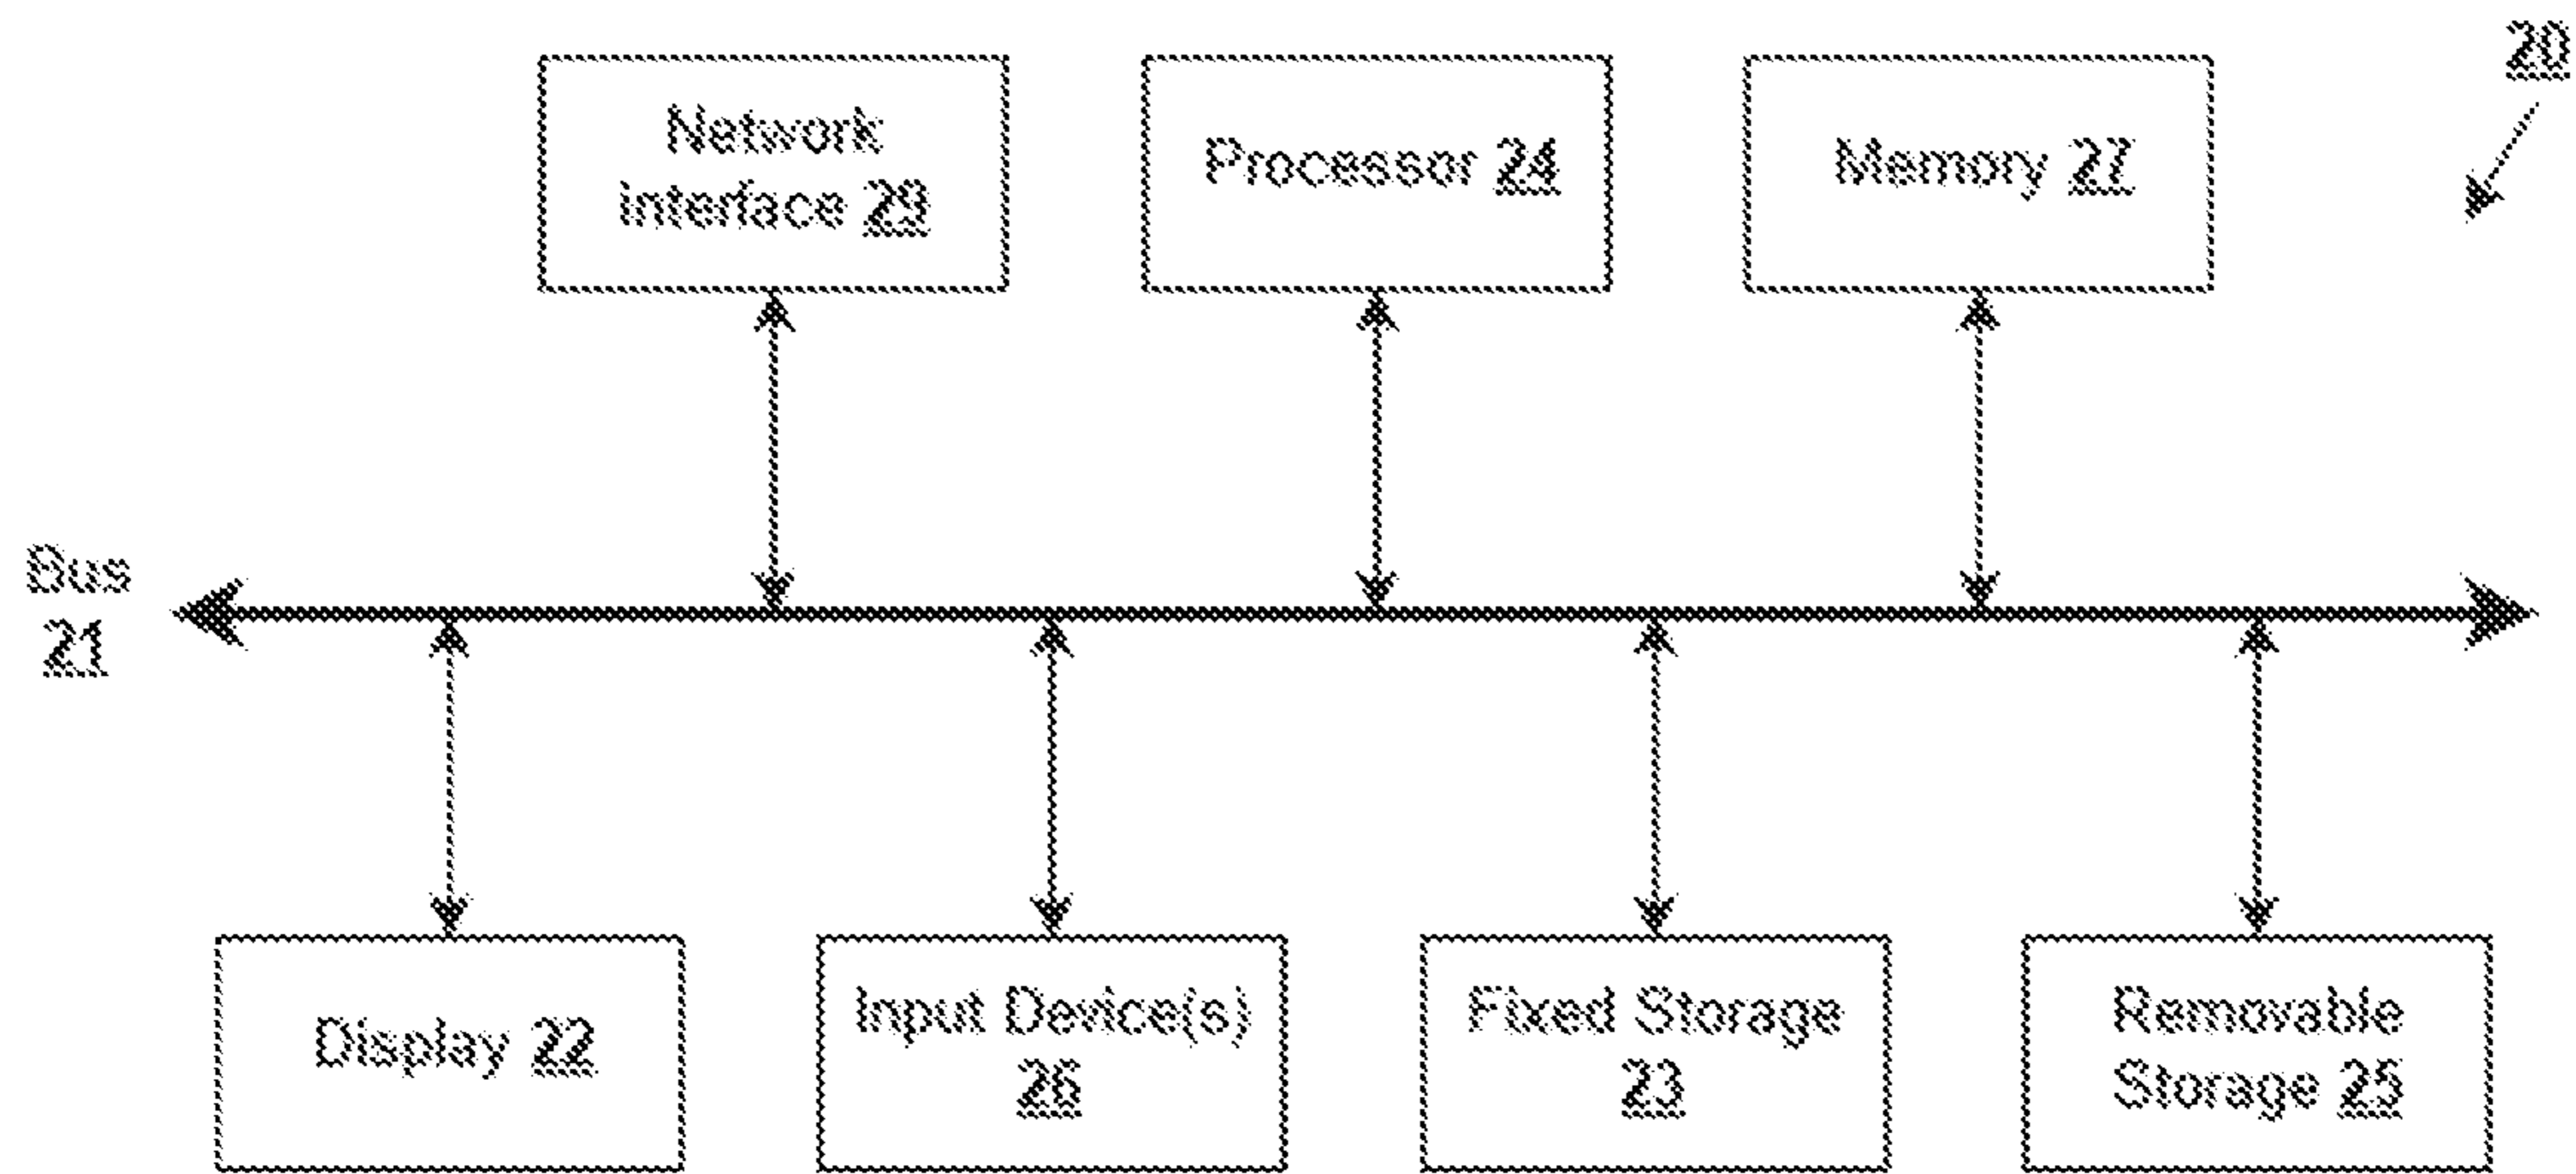 20
Network
interface 29
Processor 24
Memory 27
Bus
21
Display 22
Input Device(s)
26
Fixed Storage
23
Removable
Storage 25